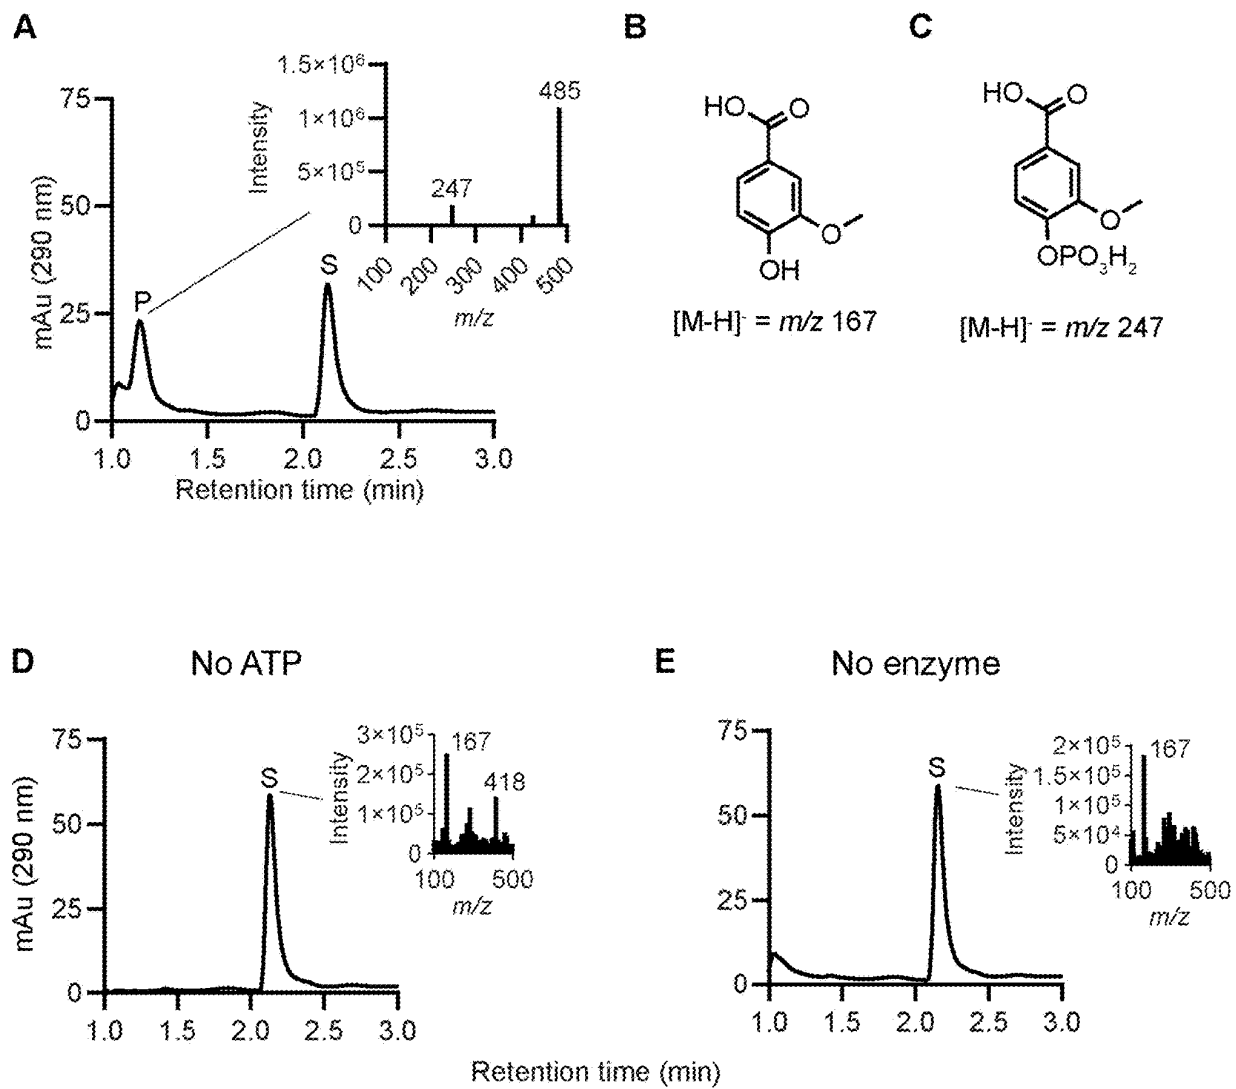 A
B
C
1.5×10⁶
1×10⁶
5×10⁵
0
Intensity
485
247
100
200
300
400
500
m/z
75
50
25
0
mAu (290 nm)
P
S
1.0
1.5
2.0
2.5
3.0
Retention time (min)
HO
O
O
OH
[M-H]⁻ = m/z 167
HO
O
O
OPO₃H₂
[M-H]⁻ = m/z 247
D
No ATP
E
No enzyme
75
50
25
0
mAu (290 nm)
S
3×10⁵
2×10⁵
1×10⁵
0
Intensity
167
418
100
500
m/z
1.0
1.5
2.0
2.5
3.0
75
50
25
0
S
2×10⁵
1.5×10⁵
1×10⁵
5×10⁴
0
Intensity
167
100
500
m/z
1.0
1.5
2.0
2.5
3.0
Retention time (min)